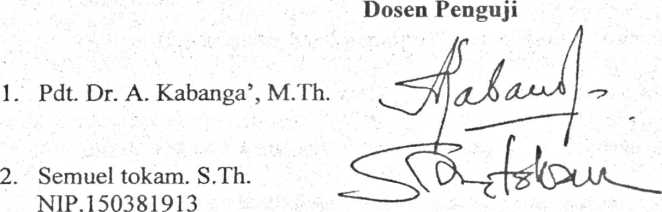 Dosen Penguji
1. Pdt. Dr. A. Kabanga', M.Th.
2. Semuel tokam. S.Th.
NIP.150381913